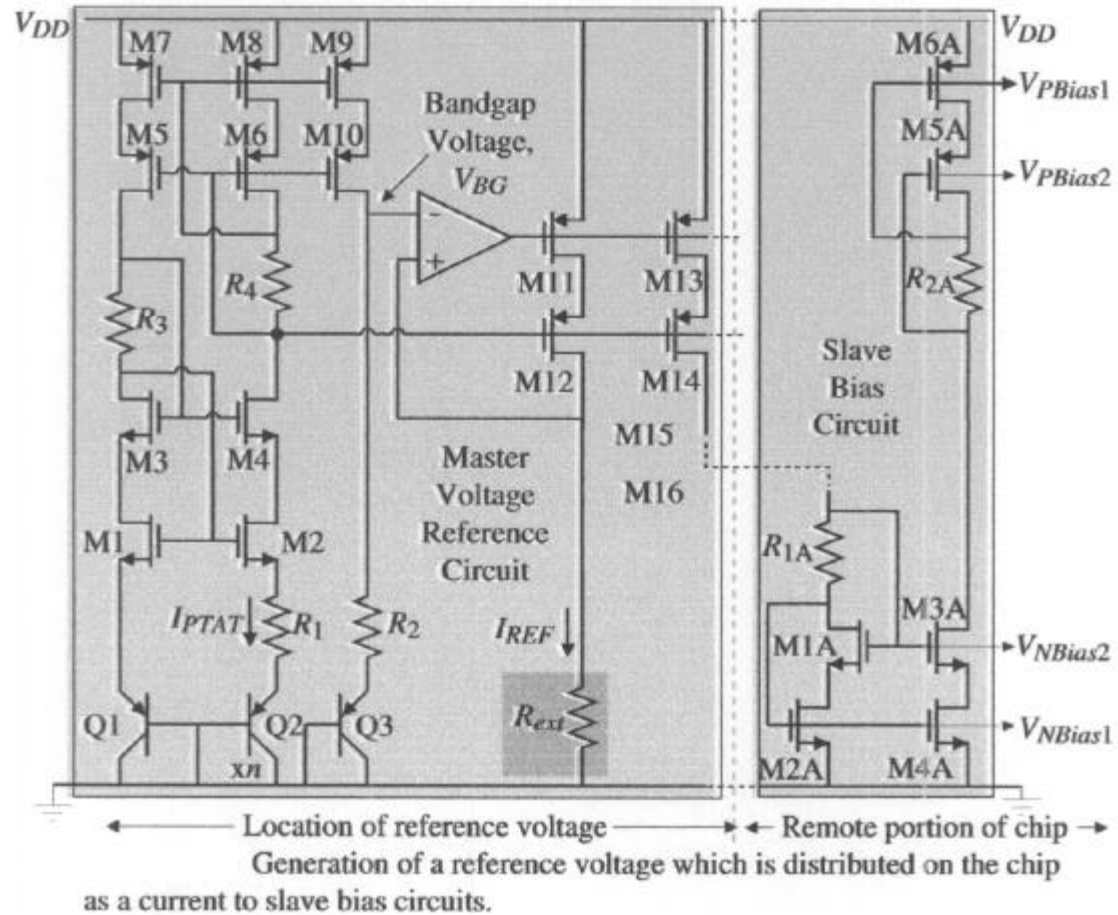 VDD
M7
M8
M9
VDD
M6A
VPBias1
Bandgap
Voltage,
VBG
M5
M6
M10
M5A
VPBias2
-
+
R4
M11
M13
R2A
R3
M12
M14
Slave
Bias
Circuit
M3
M4
Master
Voltage
Reference
Circuit
M15
M16
M1
M2
R1A
IPTAT
R1
R2
IREF
M3A
M1A
VNBias2
Q1
Q2
Q3
Rext
VNBias1
xn
M2A
M4A
Location of reference voltage
Remote portion of chip
Generation of a reference voltage which is distributed on the chip
as a current to slave bias circuits.